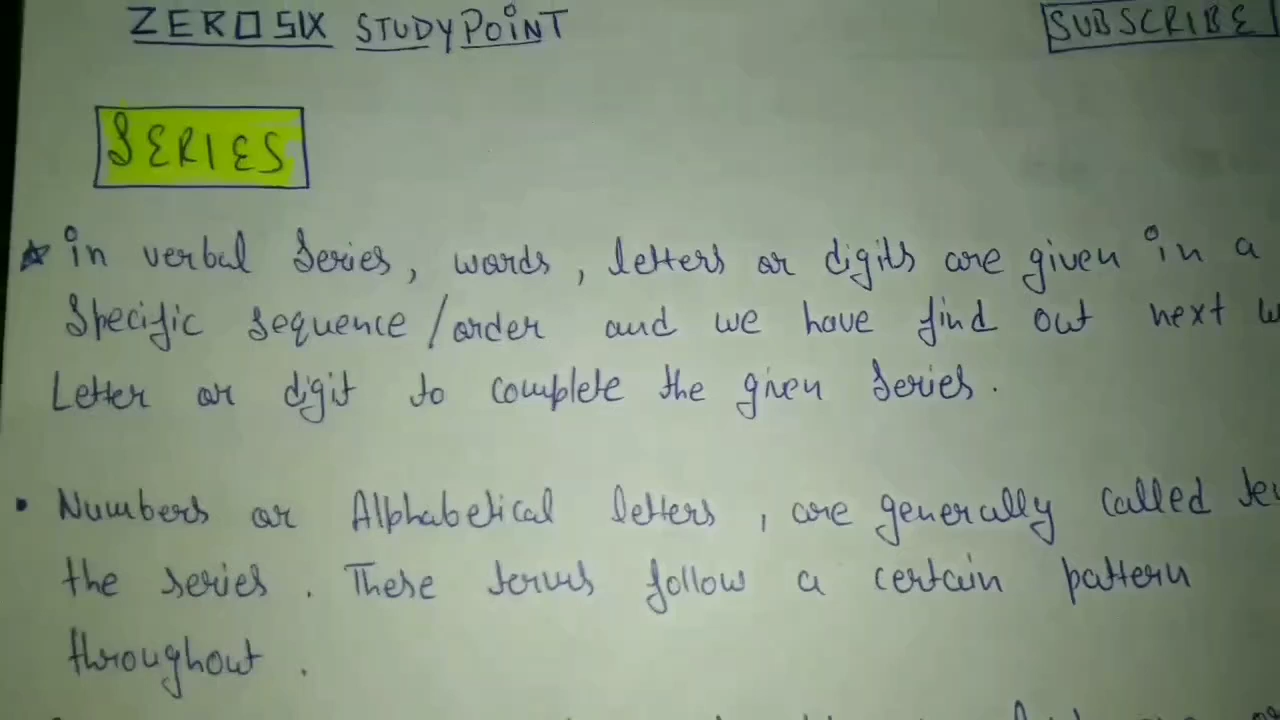 ZEROSIX STUDYPOINT
SUBSCRIBE
SERIES
* In verbal series, words, letters or digits are given in a
specific sequence/order and we have find out next
Letter or digit to complete the given series.
• Numbers or Alphabetical letters, are generally called
the series. These terms follow a certain pattern
throughout.